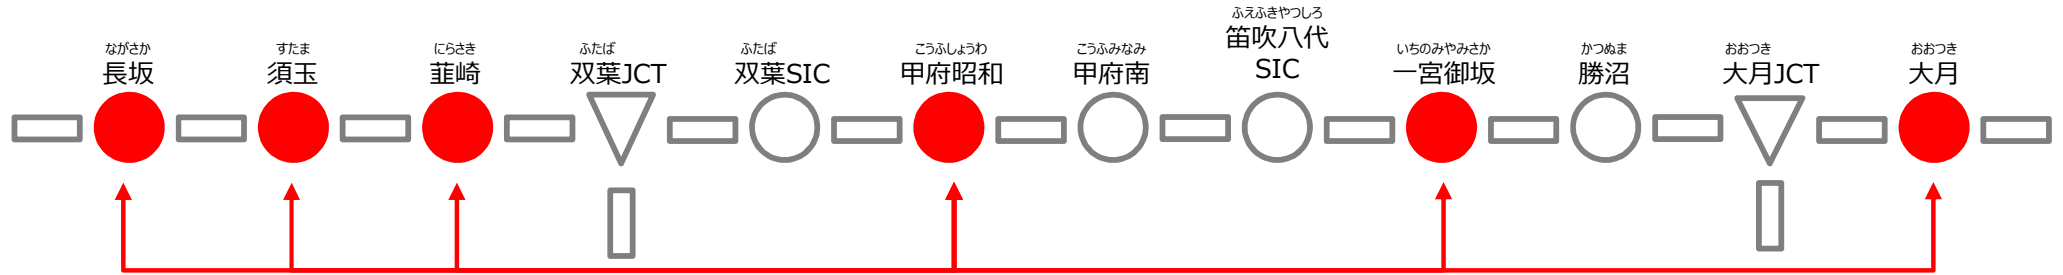 ながさか
長坂
すたま
須玉
にらさき
韮崎
ふたば
双葉JCT
ふたば
双葉SIC
こうふしょうわ
甲府昭和
こうふみなみ
甲府南
ふえふきやつしろ
笛吹八代
SIC
いちのみやみさか
一宮御坂
かつぬま
勝沼
おおつき
大月JCT
おおつき
大月